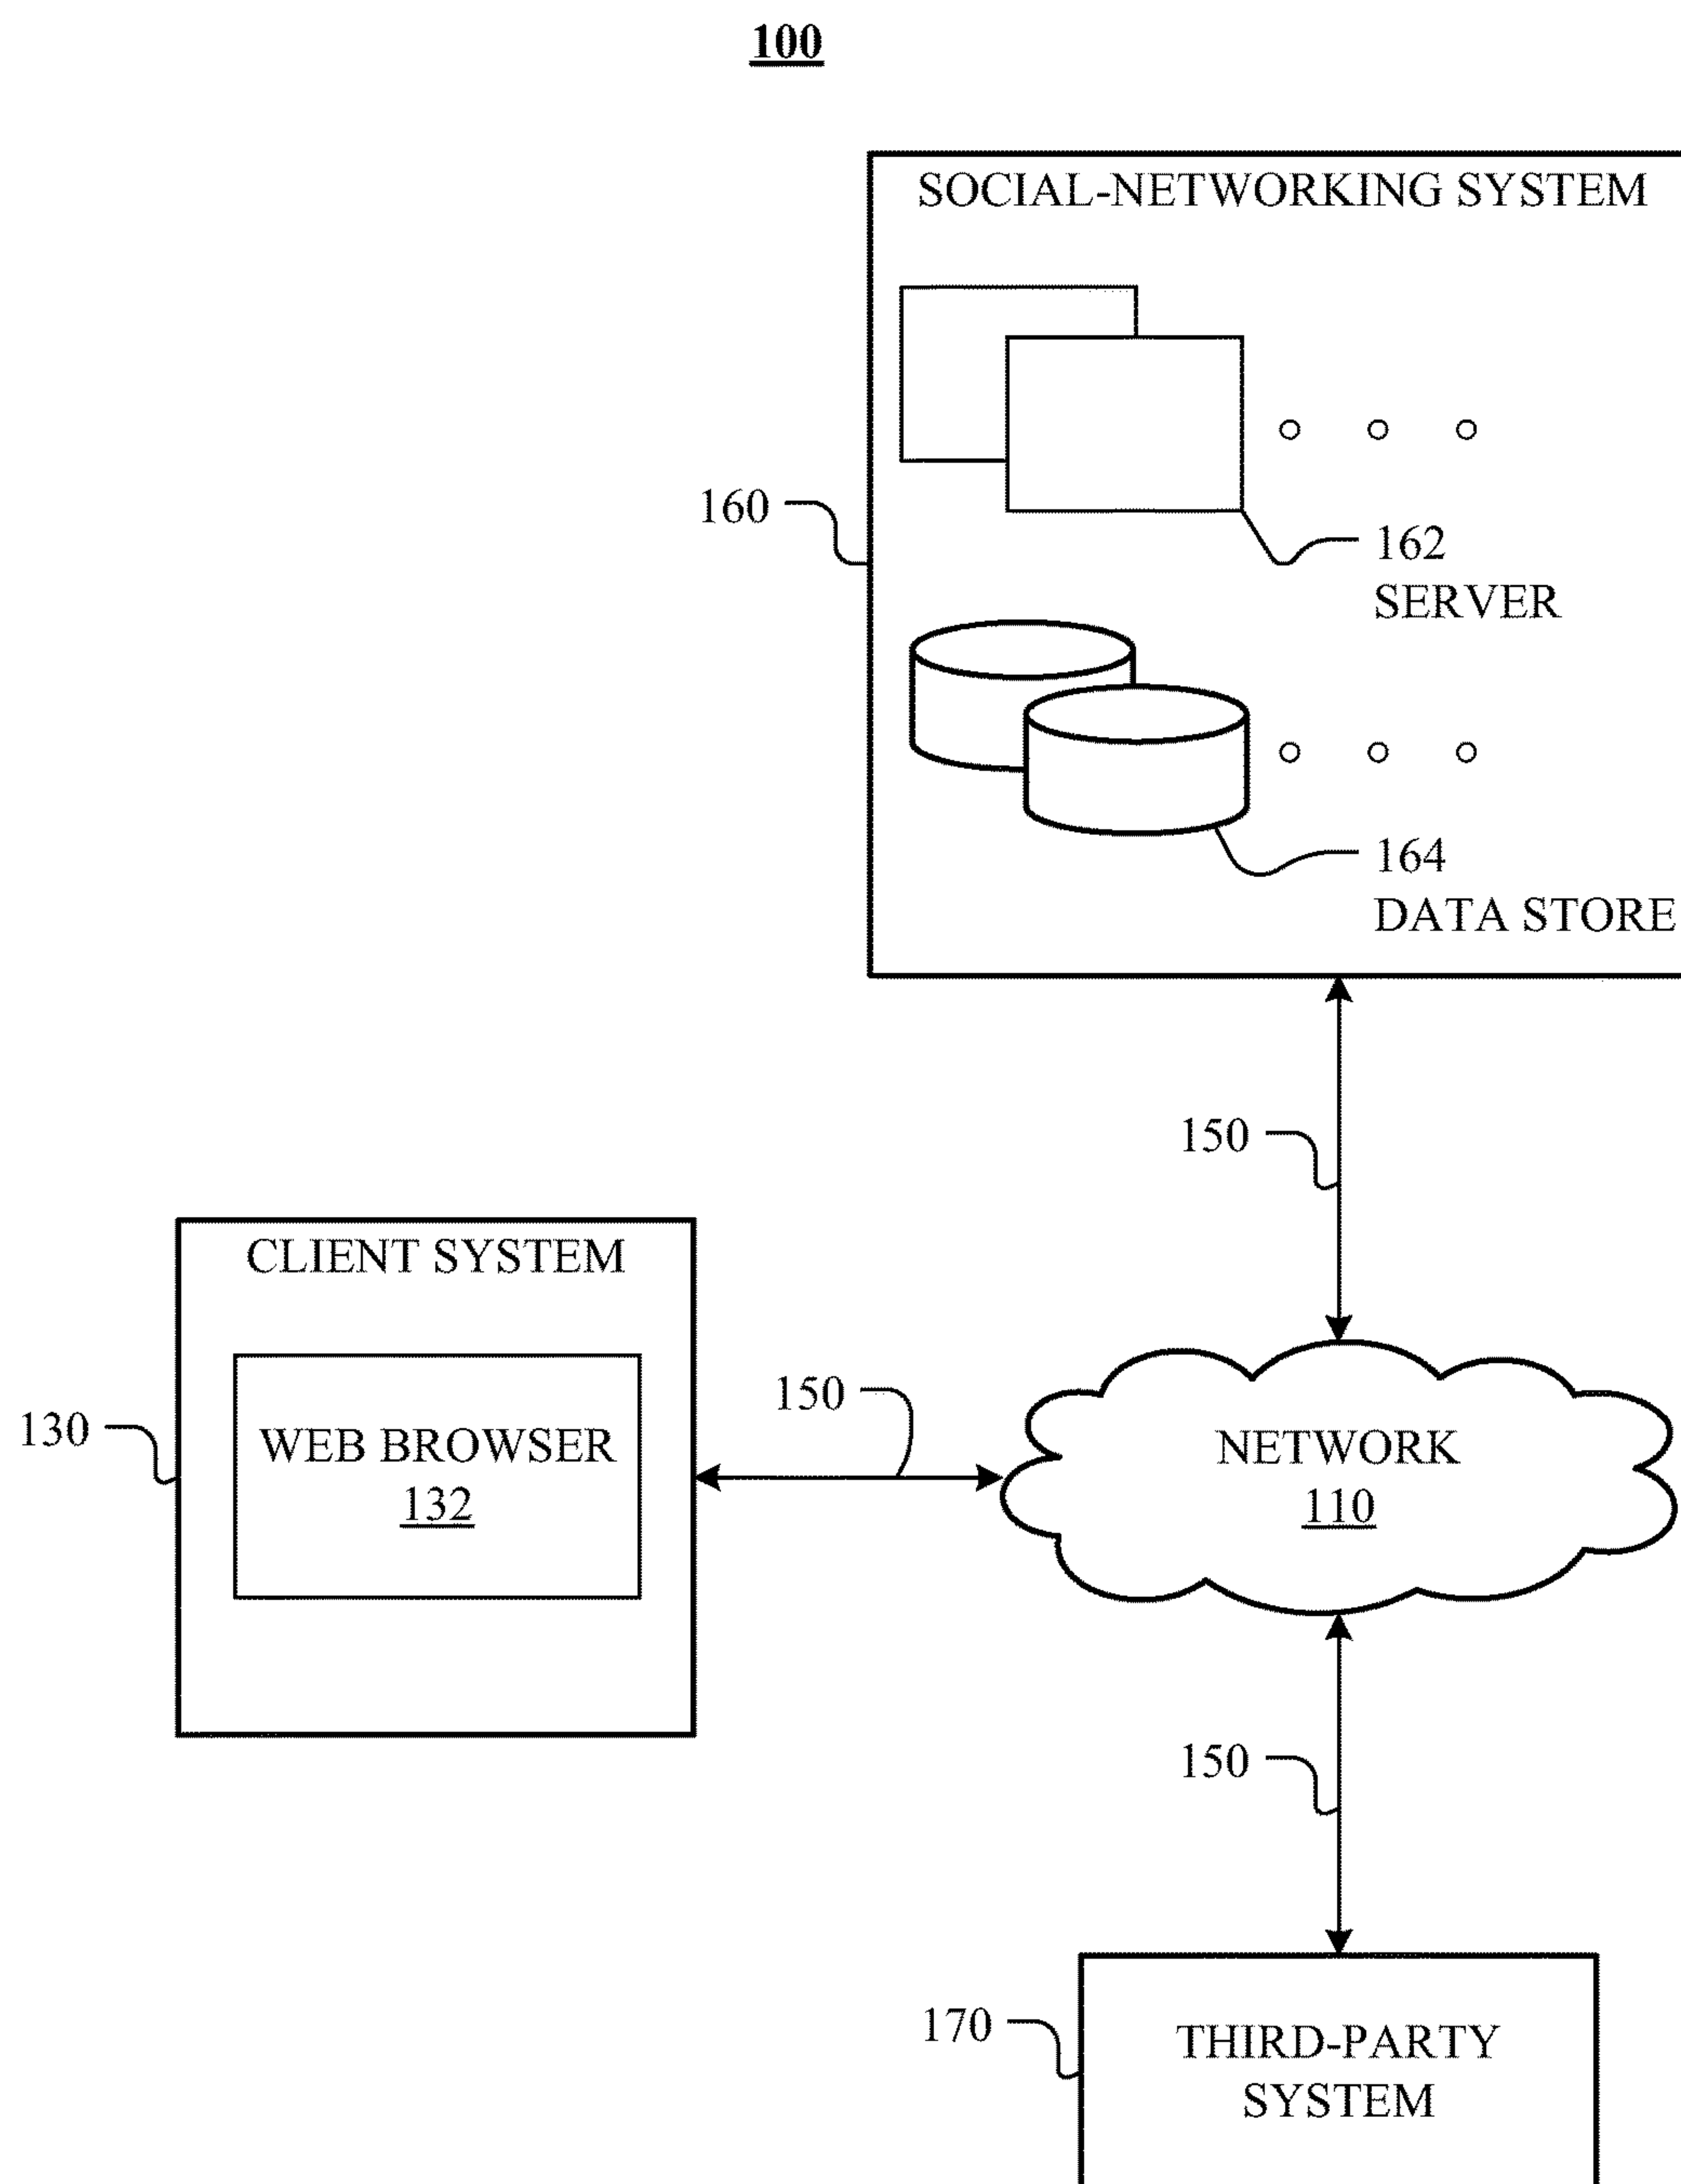 100
SOCIAL-NETWORKING SYSTEM
160
162
SERVER
164
DATA STORE
150
CLIENT SYSTEM
130
WEB BROWSER
132
150
NETWORK
110
150
170
THIRD-PARTY
SYSTEM